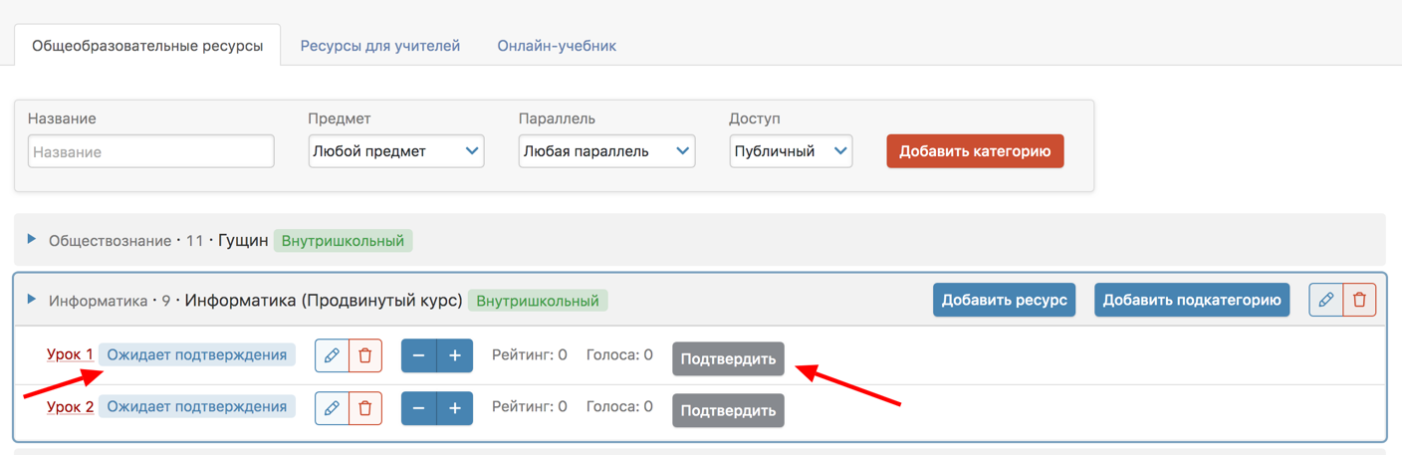 Общеобразовательные ресурсы Ресурсы для учителей Онлайн-учебник
Название Предмет Параллель Доступ
Название Любой предмет Любая параллель Публичный Добавить категорию
Обществознание · 11 · Гущин Внутришкольный
Информатика · 9 · Информатика (Продвинутый курс) Внутришкольный Добавить ресурс Добавить подкатегорию
Урок 1 Ожидает подтверждения − + Рейтинг: 0 Голоса: 0 Подтвердить
Урок 2 Ожидает подтверждения − + Рейтинг: 0 Голоса: 0 Подтвердить